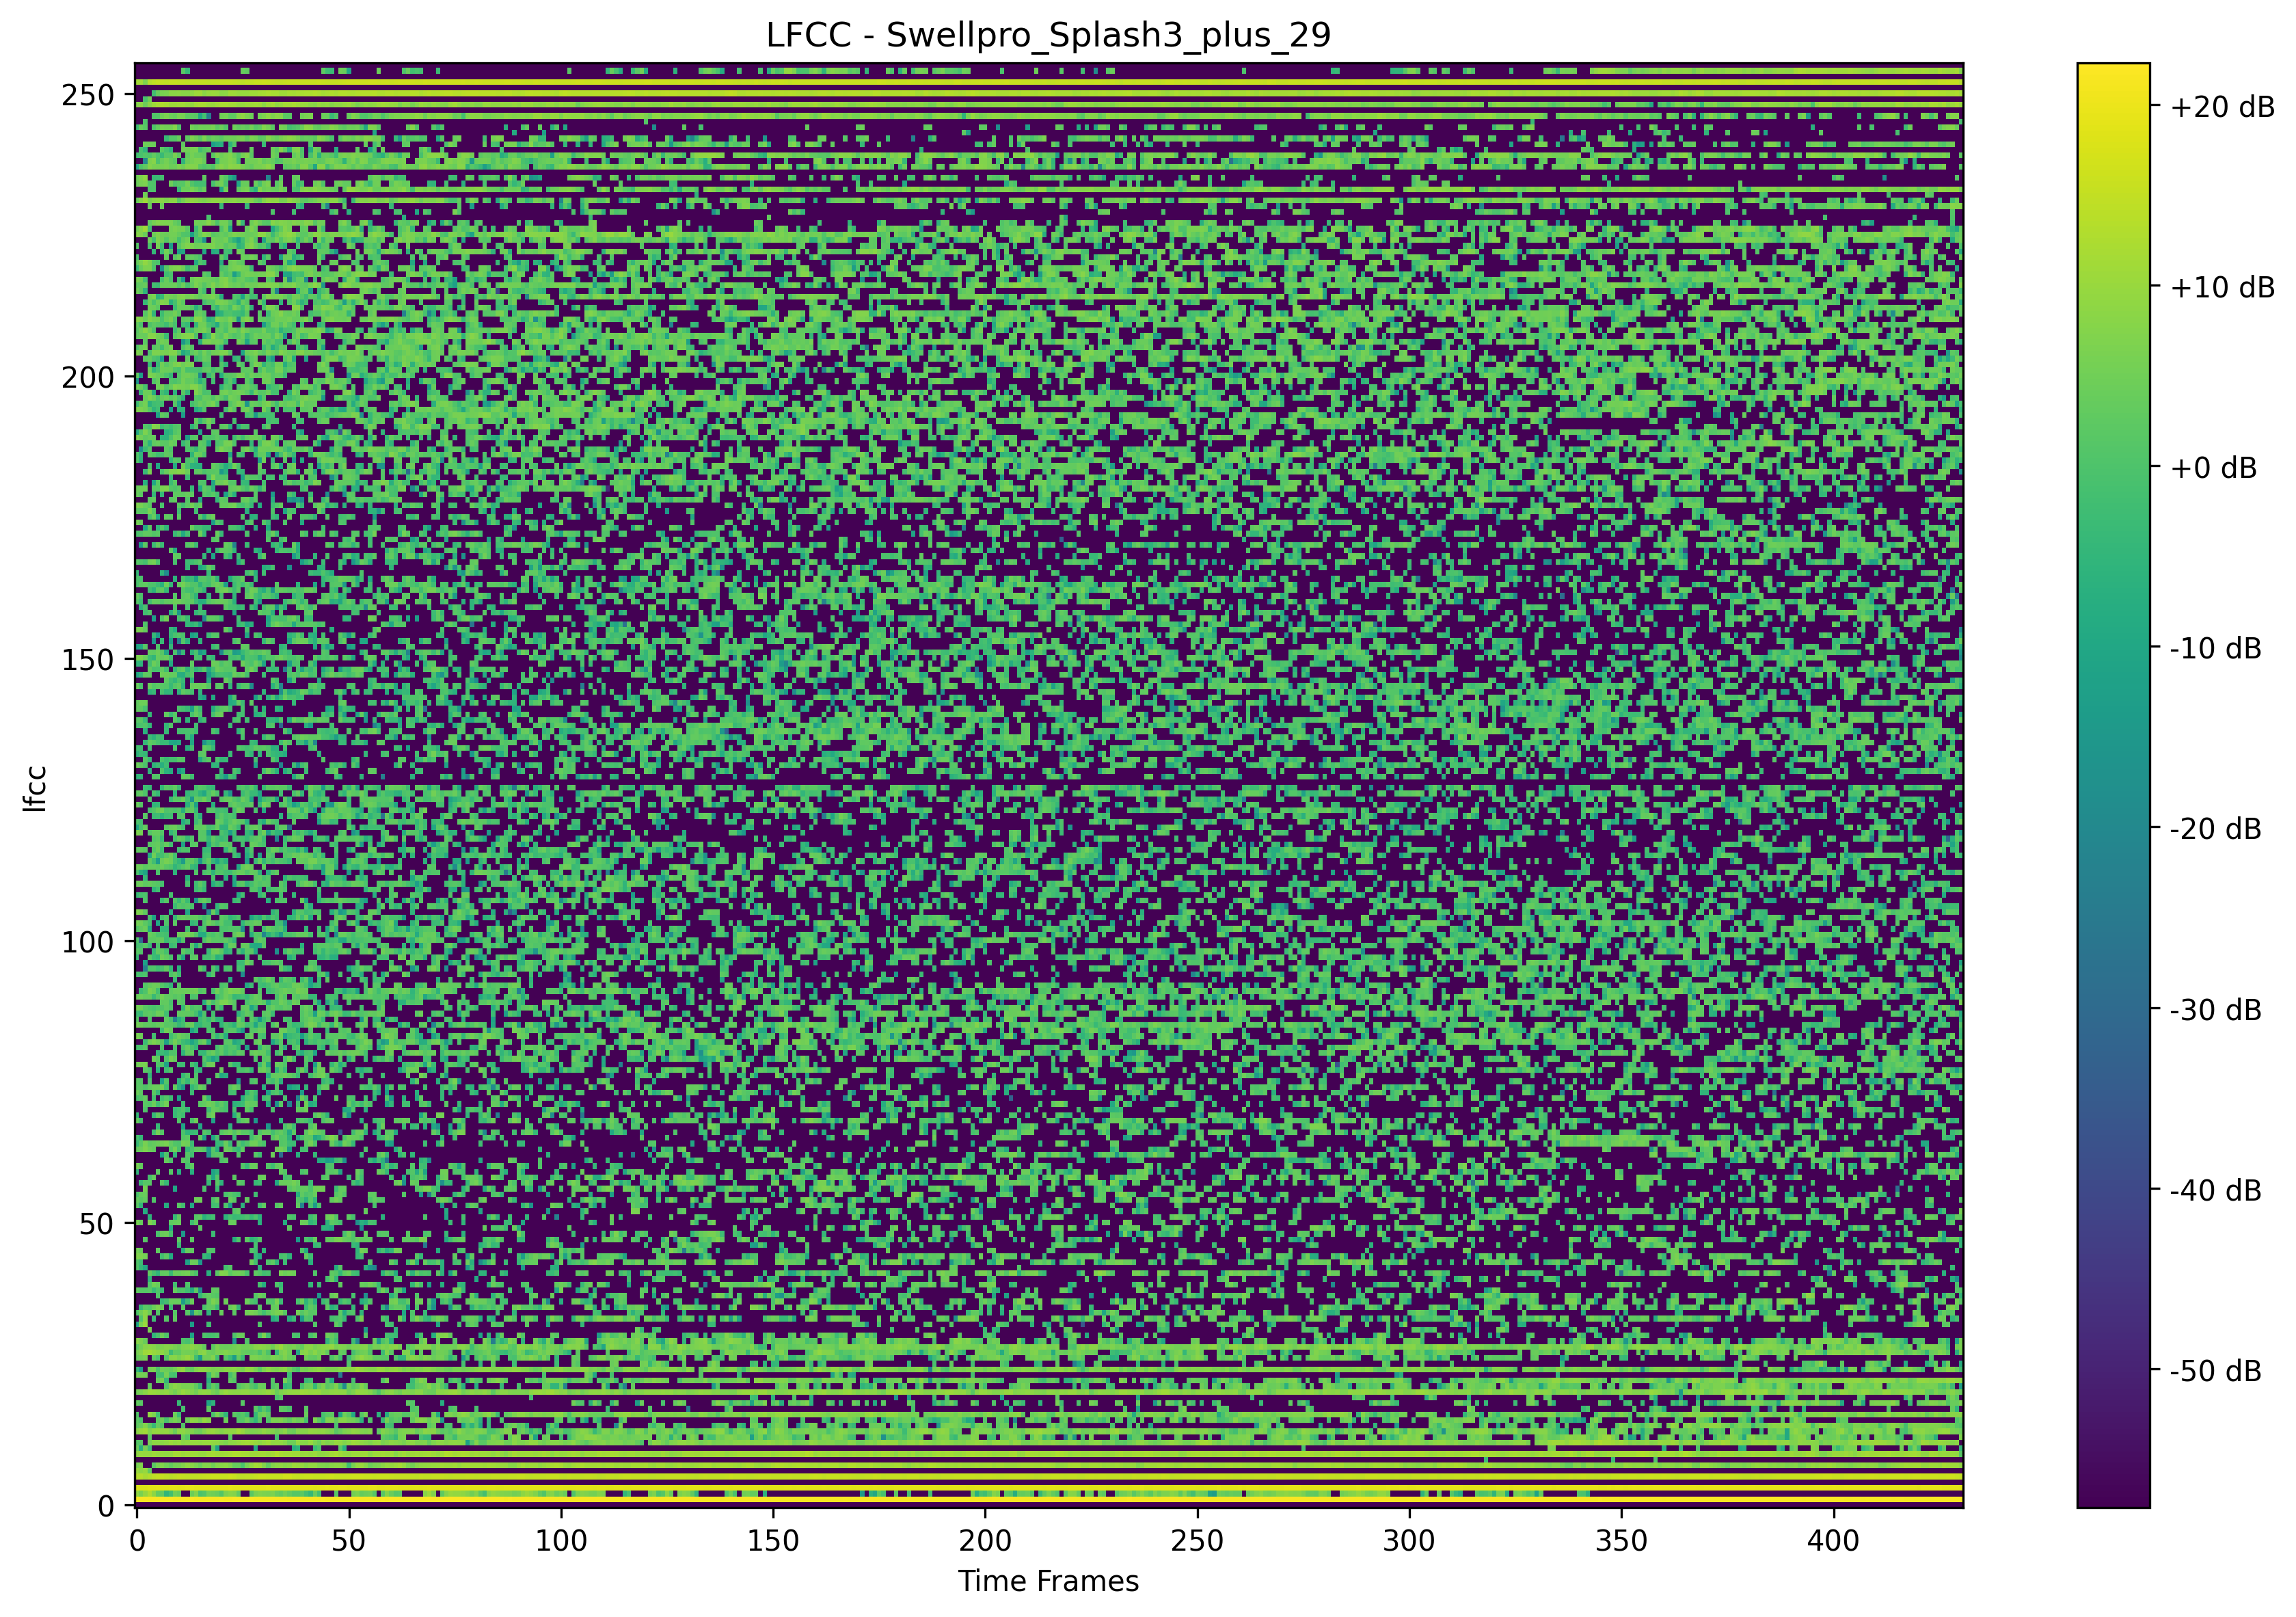 LFCC - Swellpro_Splash3_plus_29
lfcc
250
200
150
100
50
0
0 50 100 150 200 250 300 350 400
Time Frames
+20 dB
+10 dB
+0 dB
-10 dB
-20 dB
-30 dB
-40 dB
-50 dB